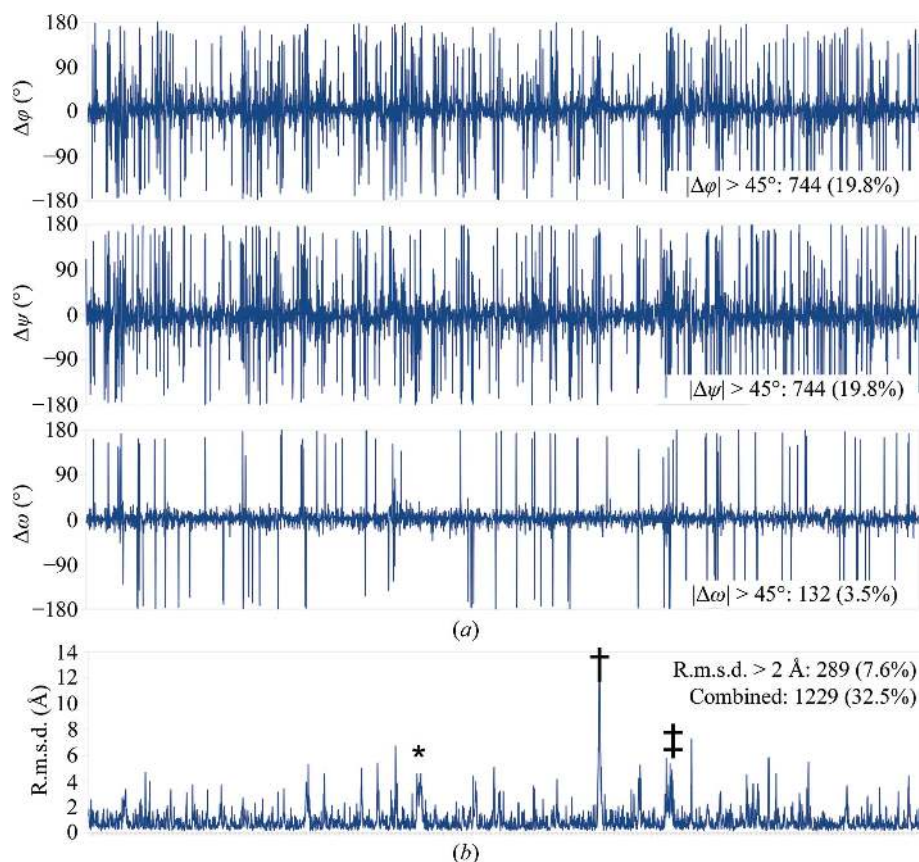 180
90
0
−90
−180
Δφ (°)
|Δφ| > 45°: 744 (19.8%)
180
90
0
−90
−180
Δψ (°)
|Δψ| > 45°: 744 (19.8%)
180
90
0
−90
−180
Δω (°)
|Δω| > 45°: 132 (3.5%)
(a)
14
12
10
8
6
4
2
0
R.m.s.d. (Å)
†
R.m.s.d. > 2 Å: 289 (7.6%)
Combined: 1229 (32.5%)
* ‡
(b)